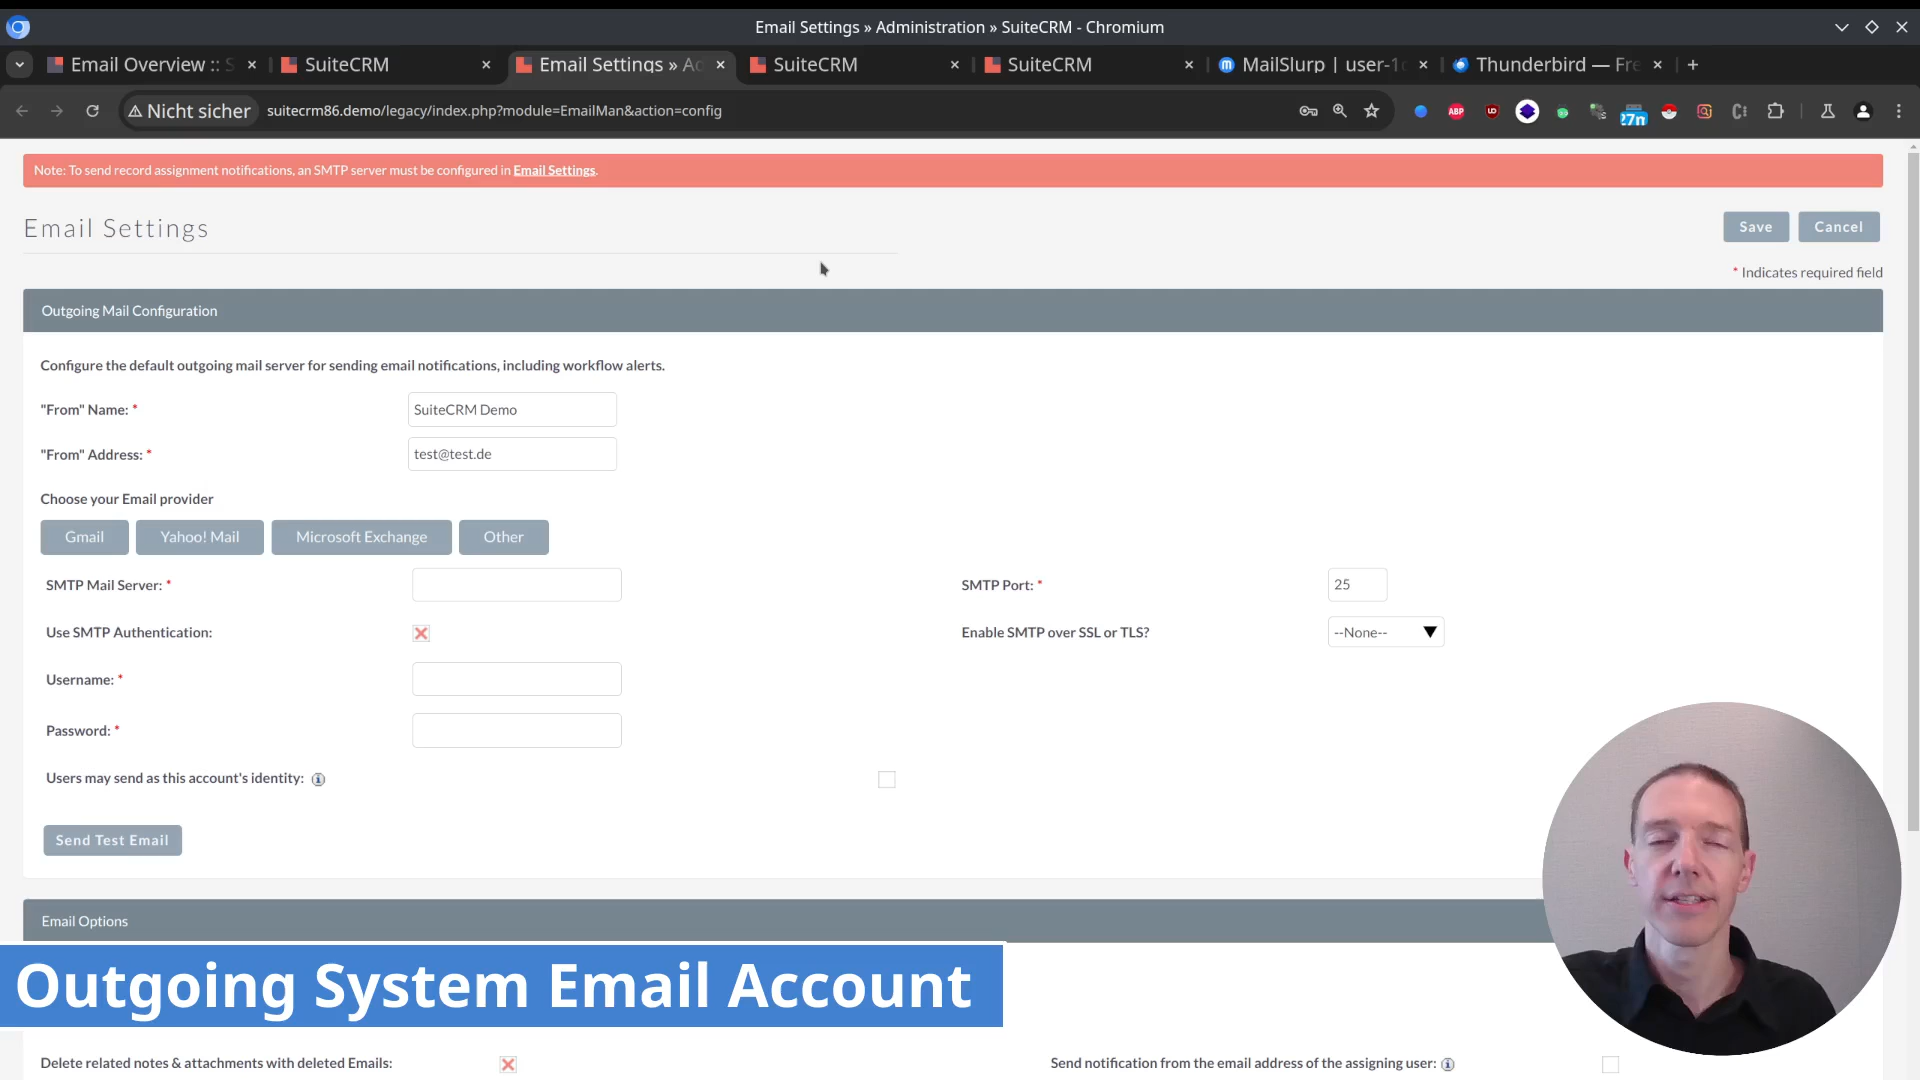 Email Settings » Administration » SuiteCRM - Chromium
Email Overview :: S
SuiteCRM
Email Settings » Ad
SuiteCRM
SuiteCRM
MailSlurp | user-1
Thunderbird — Fre
Nicht sicher
suitecrm86.demo/legacy/index.php?module=EmailMan&action=config
ABP
27m
Note: To send record assignment notifications, an SMTP server must be configured in Email Settings.
Email Settings
Save
Cancel
* Indicates required field
Outgoing Mail Configuration
Configure the default outgoing mail server for sending email notifications, including workflow alerts.
"From" Name: *
SuiteCRM Demo
"From" Address: *
test@test.de
Choose your Email provider
Gmail
Yahoo! Mail
Microsoft Exchange
Other
SMTP Mail Server: *
SMTP Port: *
25
Use SMTP Authentication:
Enable SMTP over SSL or TLS?
--None--
Username: *
Password: *
Users may send as this account's identity:
Send Test Email
Email Options
Outgoing System Email Account
Delete related notes & attachments with deleted Emails:
Send notification from the email address of the assigning user: